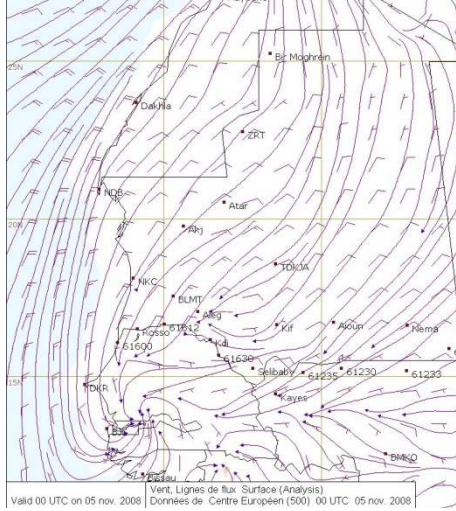 Bir Moghrein
25N
Dakhla
ZRT
NDB
Atar
20N
Akj
TDKJA
NKC
BLMT
Aleg
61612
Rosso
Kif
Aioun
Nema
61600
Kdi
61630
Selibaby
61235
61230
61233
15N
DKR
Kayes
BMKO
Bissau
Vent, Lignes de flux Surface (Analysis)
Valid 00 UTC on 05 nov. 2008
Données de Centre Européen (500) 00 UTC 05 nov. 2008